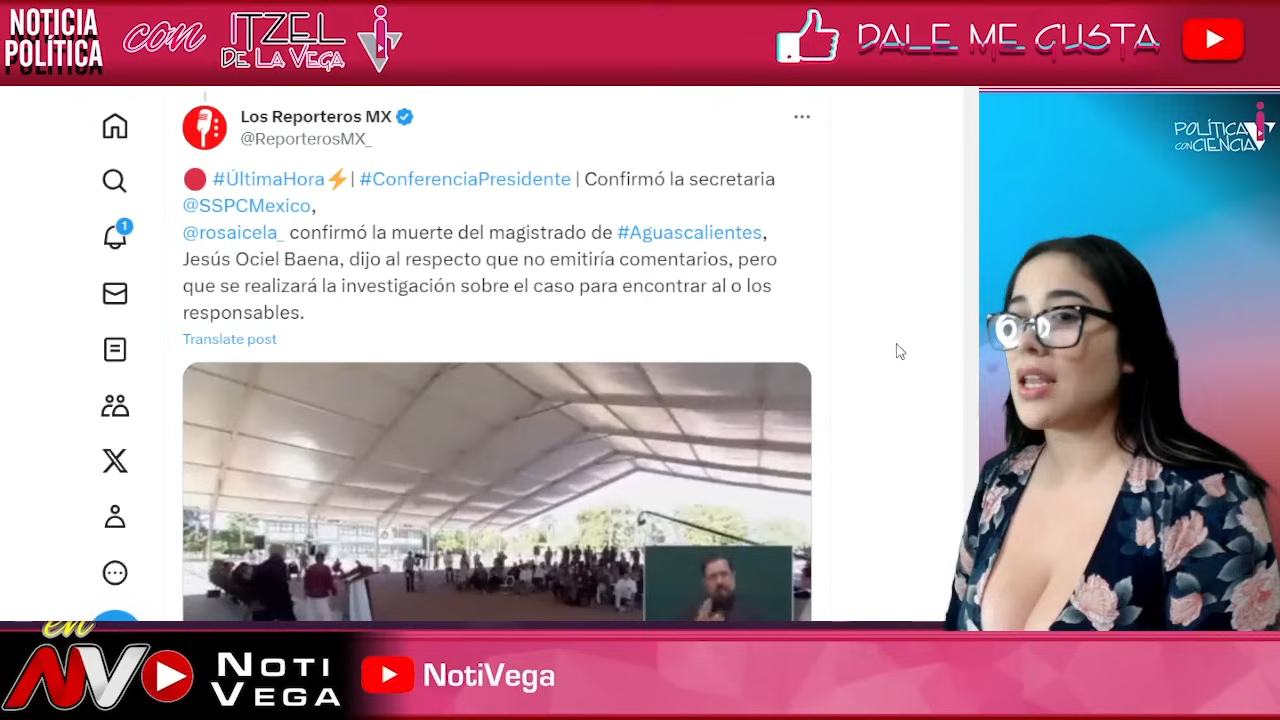 NOTICIA
POLÍTICA
con
ITZEL
DE LA VEGA
DALE ME GUSTA
POLÍTICA
CON CIENCIA
Los Reporteros MX
@ReporterosMX_
#ÚltimaHora⚡| #ConferenciaPresidente | Confirmó la secretaria
@SSPCMexico,
@rosaicela_ confirmó la muerte del magistrado de #Aguascalientes,
Jesús Ociel Baena, dijo al respecto que no emitiría comentarios, pero
que se realizará la investigación sobre el caso para encontrar al o los
responsables.
Translate post
1
en
NV
NOTI
VEGA
NotiVega